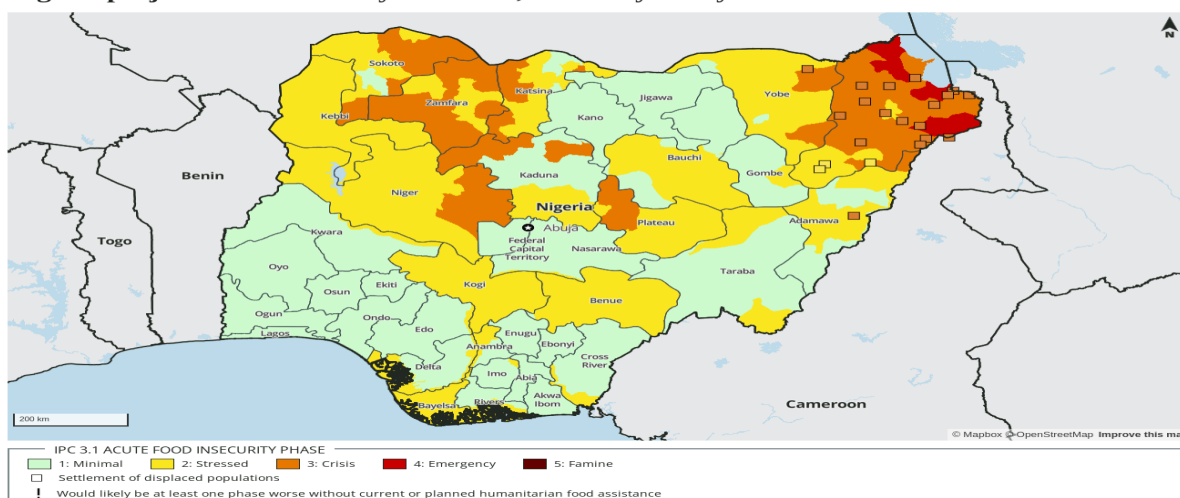 Sokoto
Katsina
Jigawa
Yobe
Zamfara
Kebbi
Kano
Bauchi
Benin
Kaduna
Gombe
Niger
Nigeria
Plateau
Adamawa
Abuja
Togo
Kwara
Federal
Capital
Territory
Nasarawa
Oyo
Taraba
Kogi
Ekiti
Osun
Benue
Ogun
Ondo
Edo
Lagos
Enugu
Anambra
Ebonyi
Cross
River
Delta
Imo
Abia
Akwa
Ibom
Bayelsa
Rivers
Cameroon
N
200 km
© Mapbox © OpenStreetMap Improve this ma
IPC 3.1 ACUTE FOOD INSECURITY PHASE
1: Minimal 2: Stressed 3: Crisis 4: Emergency 5: Famine
Settlement of displaced populations
! Would likely be at least one phase worse without current or planned humanitarian food assistance